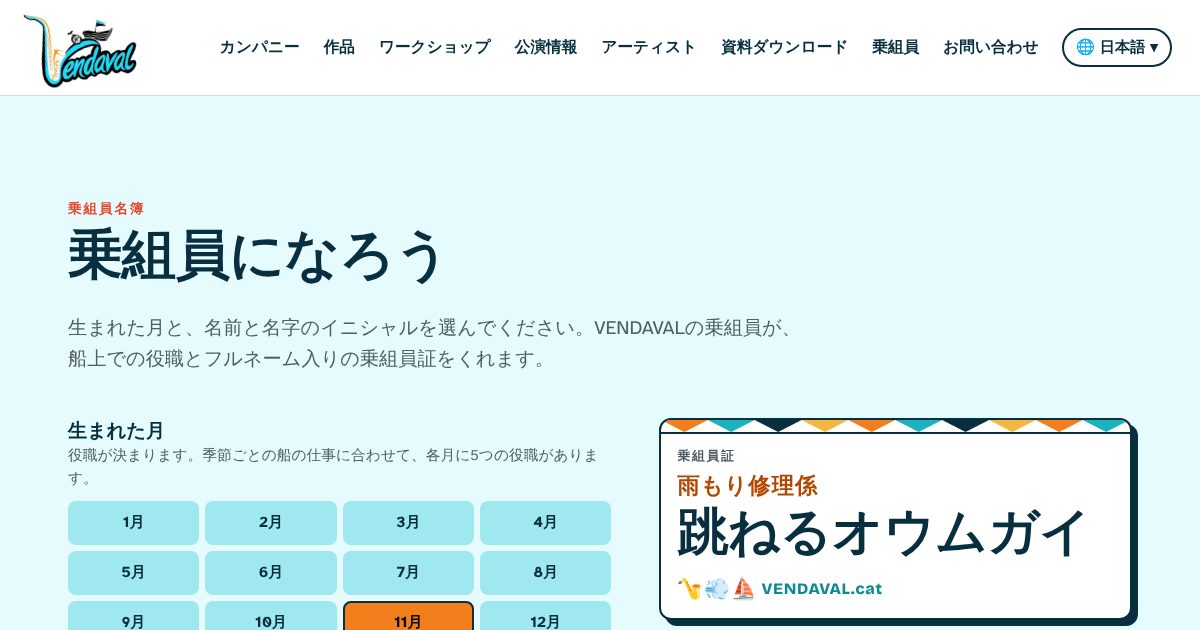 Vendaval
カンパニー 作品 ワークショップ 公演情報 アーティスト 資料ダウンロード 乗組員 お問い合わせ 🌐 日本語 ▾
乗組員名簿
乗組員になろう
生まれた月と、名前と名字のイニシャルを選んでください。VENDAVALの乗組員が、
船上での役職とフルネーム入りの乗組員証をくれます。
生まれた月
役職が決まります。季節ごとの船の仕事に合わせて、各月に5つの役職がありま
す。
1月 2月 3月 4月
5月 6月 7月 8月
9月 10月 11月 12月
乗組員証
雨もり修理係
跳ねるオウムガイ
🎷💨⛵ VENDAVAL.cat